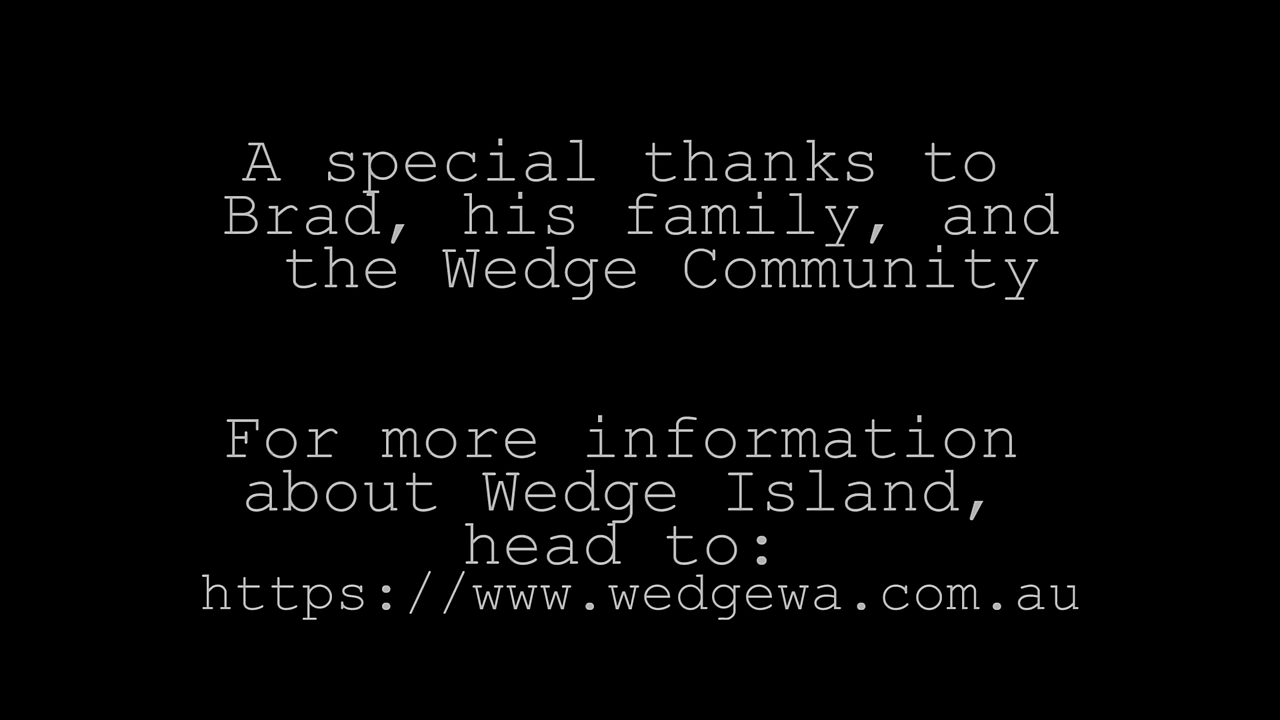 A special thanks to
Brad, his family, and
the Wedge Community
For more information
about Wedge Island,
head to:
https://www.wedgewa.com.au